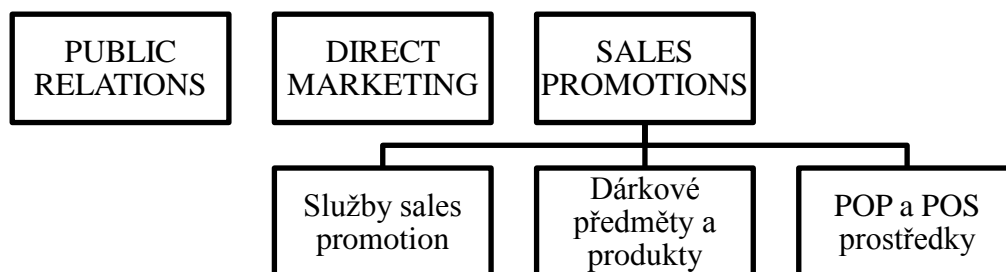 PUBLIC
RELATIONS
DIRECT
MARKETING
SALES
PROMOTIONS
Služby sales
promotion
Dárkové
předměty a
produkty
POP a POS
prostředky